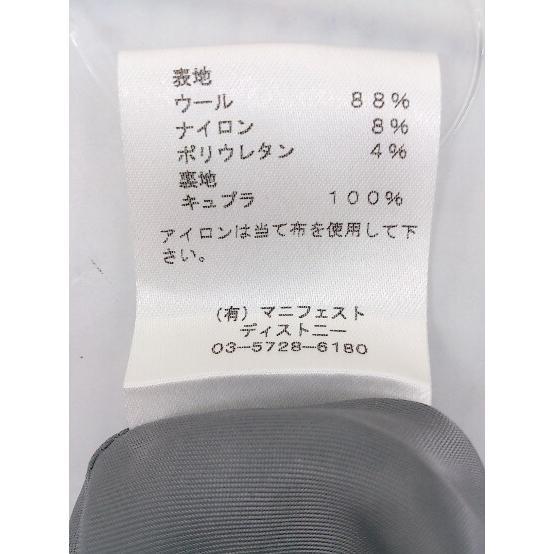 表地
ウール 88%
ナイロン 8%
ポリウレタン 4%
裏地
キュプラ 100%
アイロンは当て布を使用して下
さい。
(有) マニフェスト
ディストニー
03-5728-6180